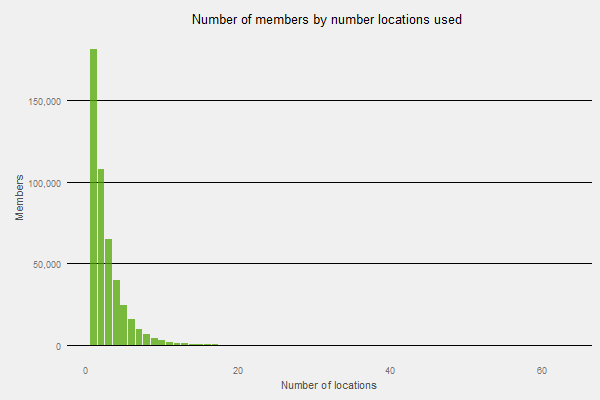 Number of members by number locations used
150,000
100,000
50,000
0
Members
0 20 40 60
Number of locations